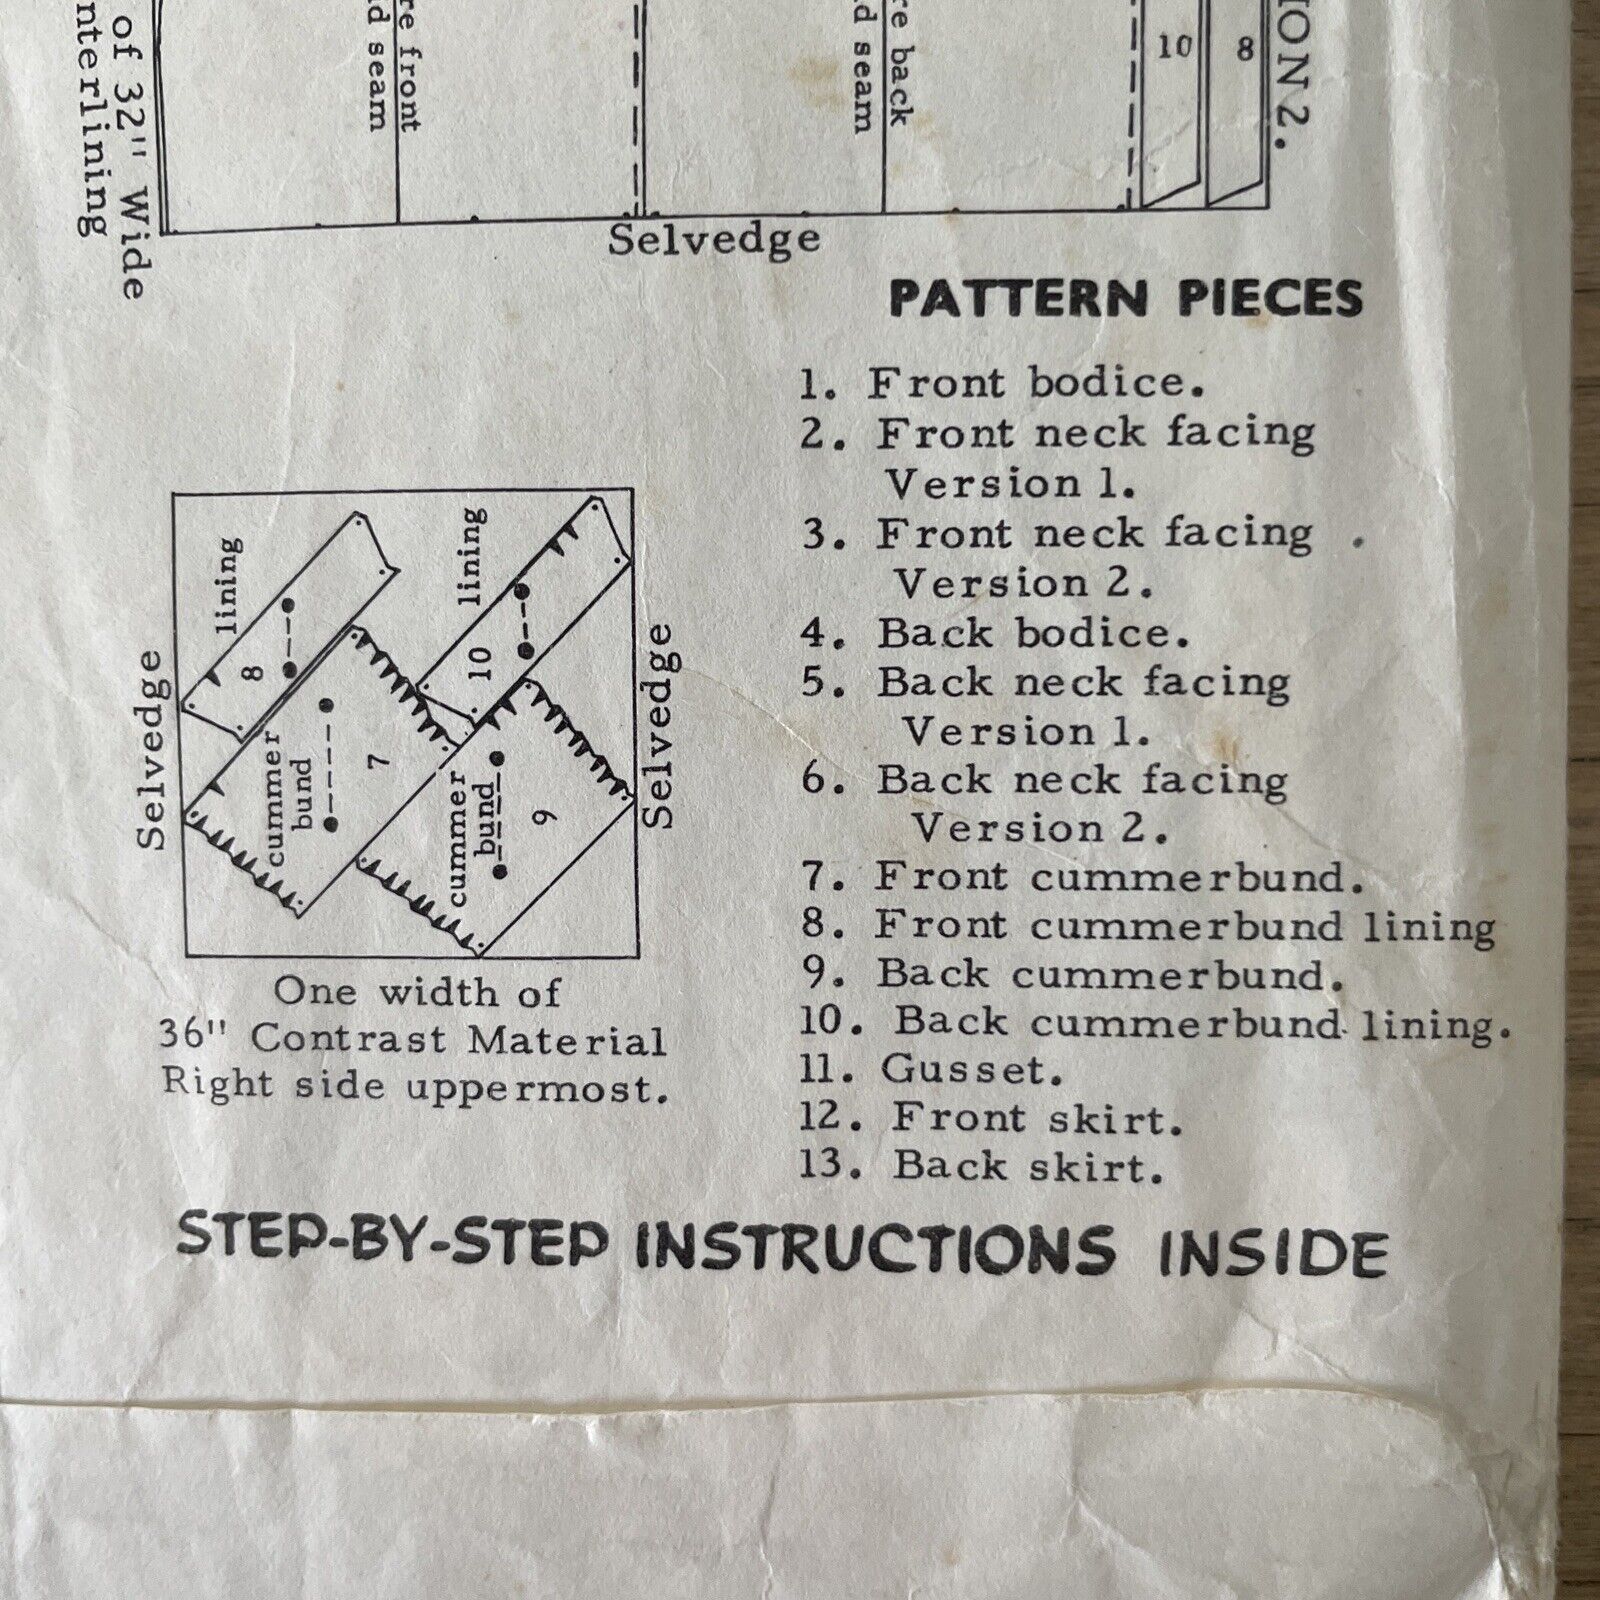 of 32" Wide
re front
d seam
re back
d seam
10
8
2.
Selvedge
PATTERN PIECES
1. Front bodice.
2. Front neck facing
Version 1.
3. Front neck facing
Version 2.
4. Back bodice.
5. Back neck facing
Version 1.
6. Back neck facing
Version 2.
7. Front cummerbund.
8. Front cummerbund lining
9. Back cummerbund.
10. Back cummerbund lining.
11. Gusset.
12. Front skirt.
13. Back skirt.
Selvedge
lining
8
lining
10
cummer
bund
7
cummer
bund
9
Selvedge
One width of
36" Contrast Material
Right side uppermost.
STEP-BY-STEP INSTRUCTIONS INSIDE